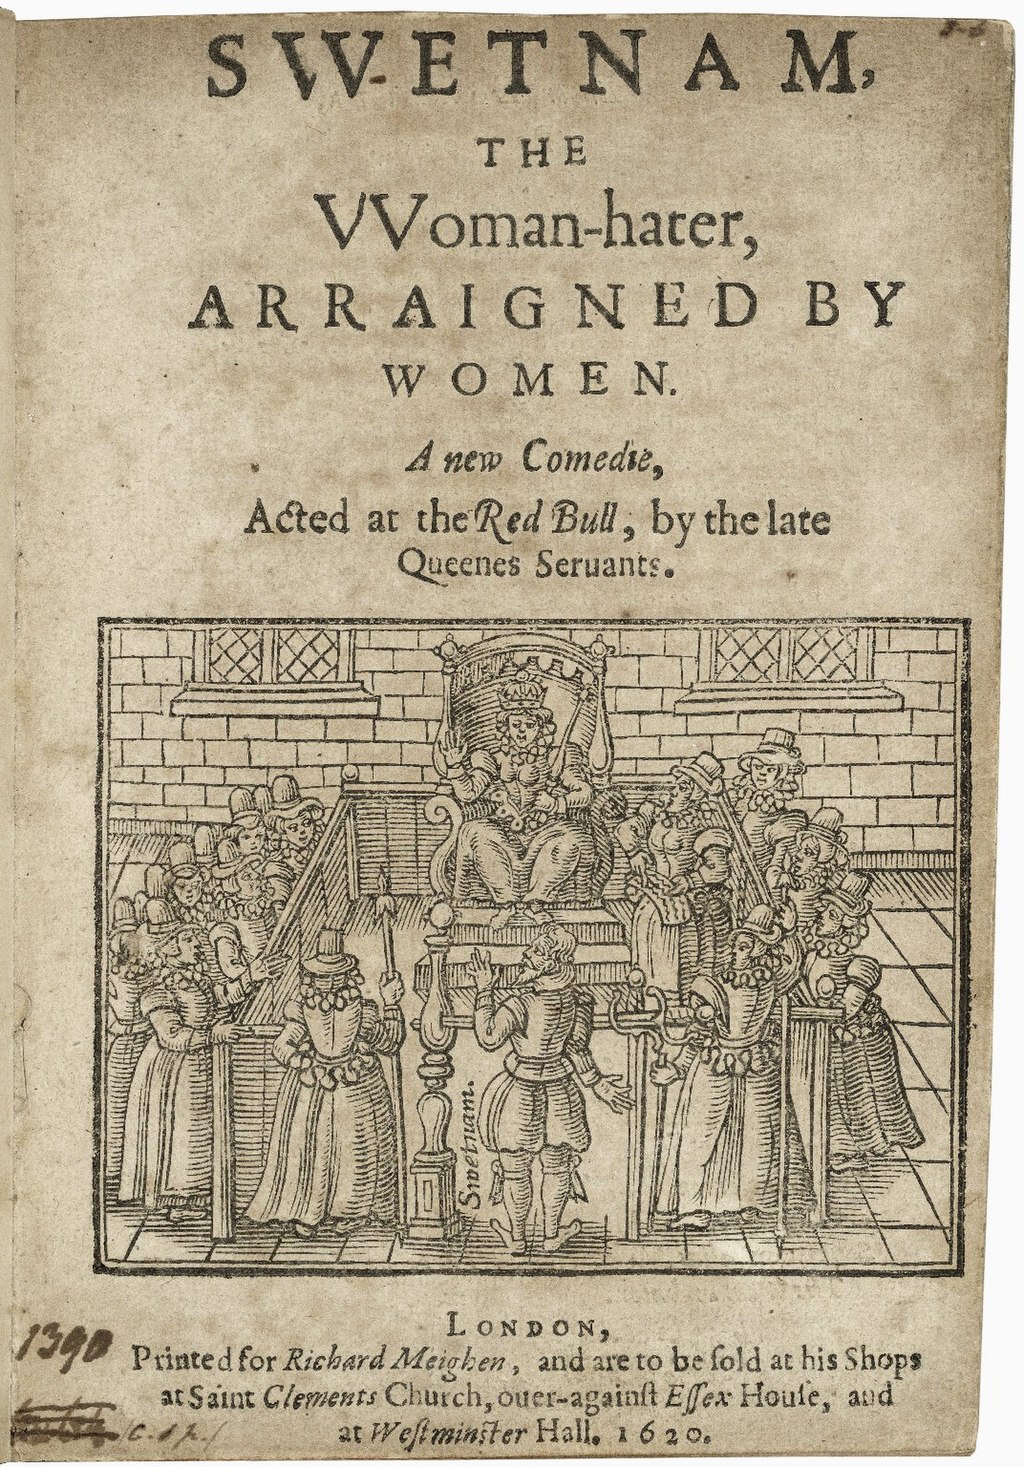 SWETNAM,
THE
VVoman-hater,
ARRAIGNED BY
WOMEN.
A new Comedie,
Acted at the Red Bull, by the late
Queenes Seruants.
Swetnam.
LONDON,
Printed for Richard Meighen, and are to be ſold at his Shops
at Saint Clements Church, ouer-againſt Eſſex Houſe, and
at Weſtminſter Hall. 1620.
1390